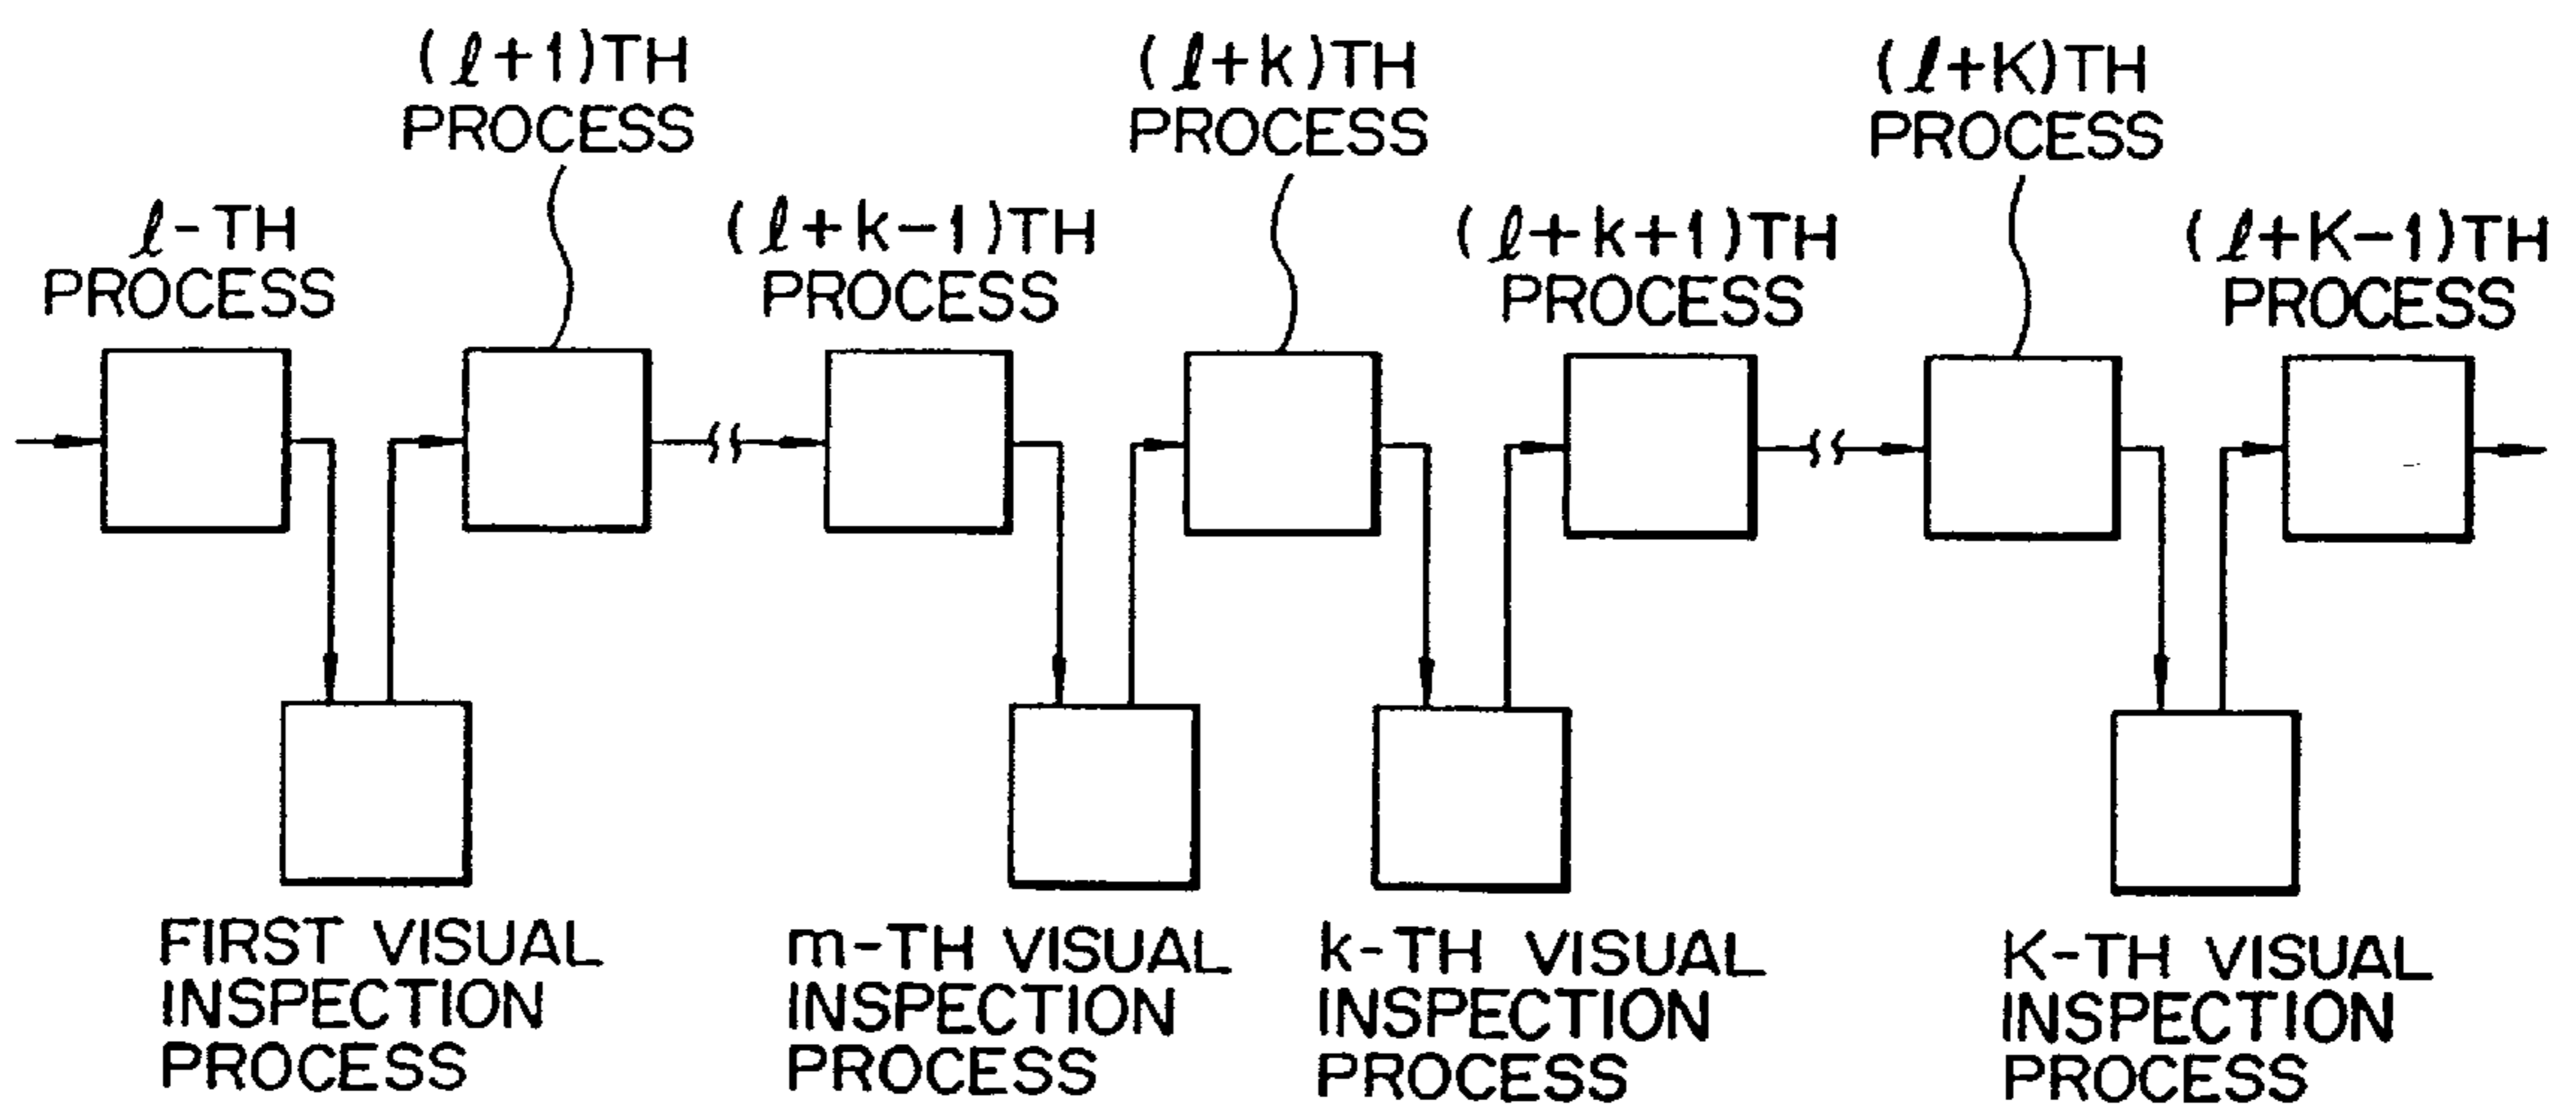 (ℓ+1)TH
PROCESS
(ℓ+k)TH
PROCESS
(ℓ+K)TH
PROCESS
ℓ-TH
PROCESS
(ℓ+k-1)TH
PROCESS
(ℓ+k+1)TH
PROCESS
(ℓ+K-1)TH
PROCESS
FIRST VISUAL
INSPECTION
PROCESS
m-TH VISUAL
INSPECTION
PROCESS
k-TH VISUAL
INSPECTION
PROCESS
K-TH VISUAL
INSPECTION
PROCESS